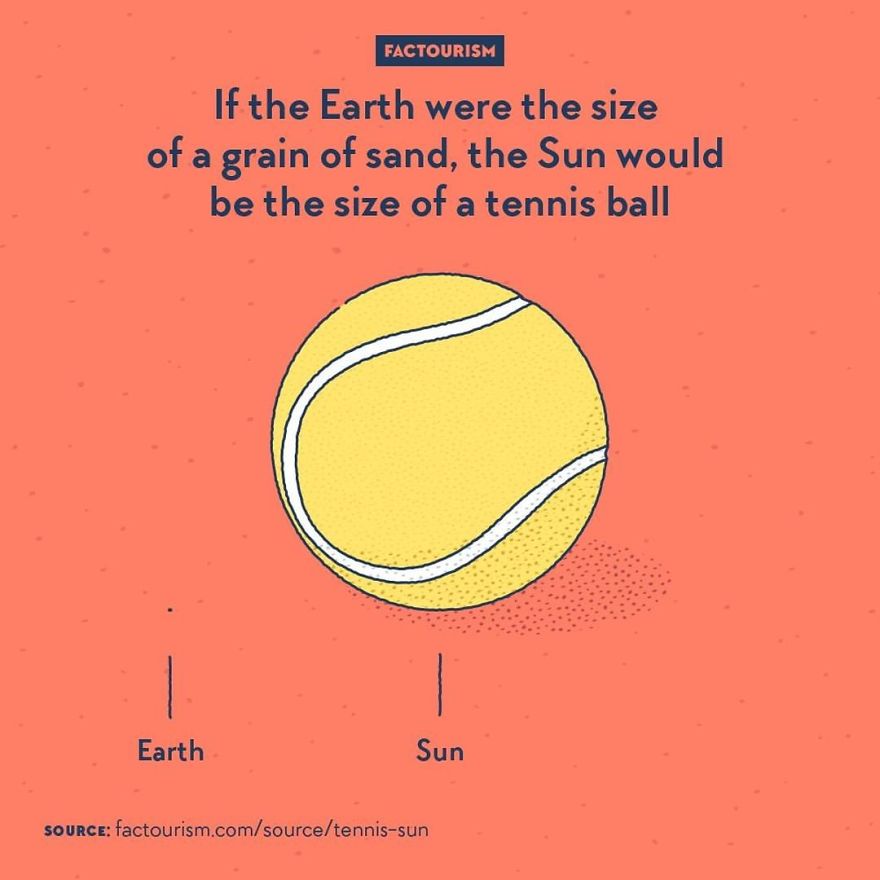 FACTOURISM
If the Earth were the size
of a grain of sand, the Sun would
be the size of a tennis ball
Earth
Sun
SOURCE: factourism.com/source/tennis-sun